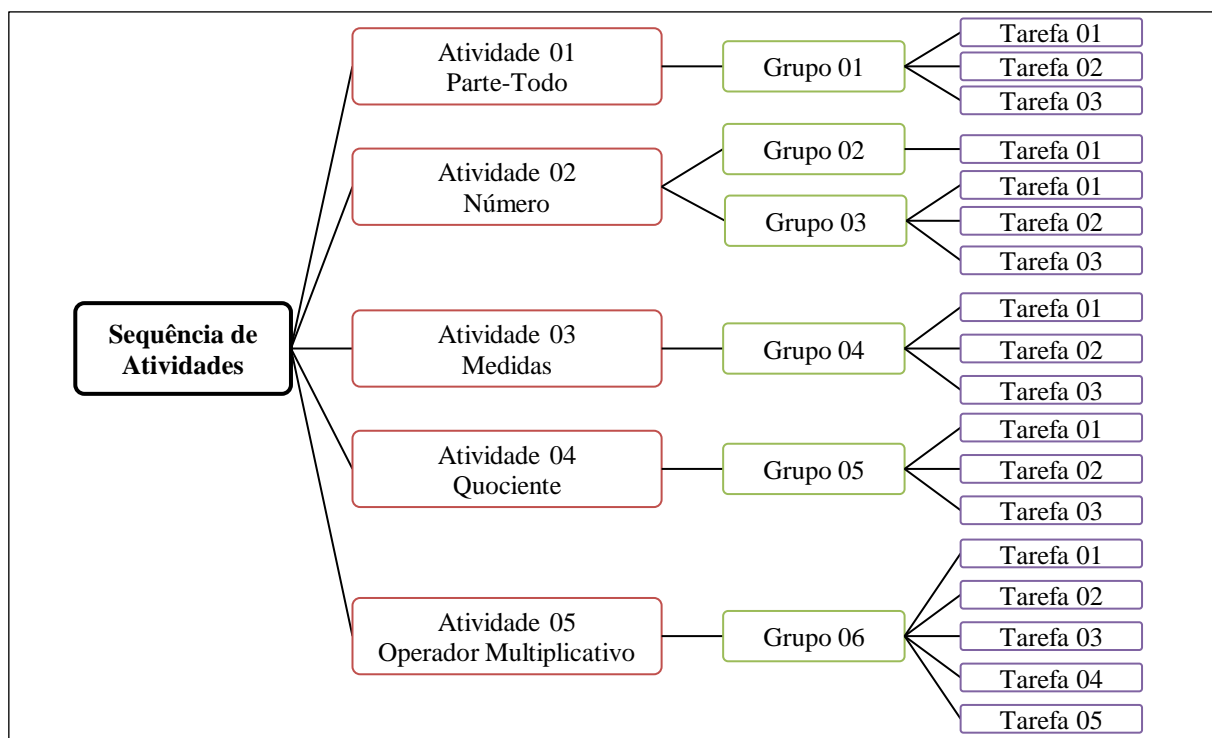 Sequência de
Atividades
Atividade 01
Parte-Todo
Grupo 01
Tarefa 01
Tarefa 02
Tarefa 03
Atividade 02
Número
Grupo 02
Tarefa 01
Grupo 03
Tarefa 01
Tarefa 02
Tarefa 03
Atividade 03
Medidas
Grupo 04
Tarefa 01
Tarefa 02
Tarefa 03
Atividade 04
Quociente
Grupo 05
Tarefa 01
Tarefa 02
Tarefa 03
Atividade 05
Operador Multiplicativo
Grupo 06
Tarefa 01
Tarefa 02
Tarefa 03
Tarefa 04
Tarefa 05